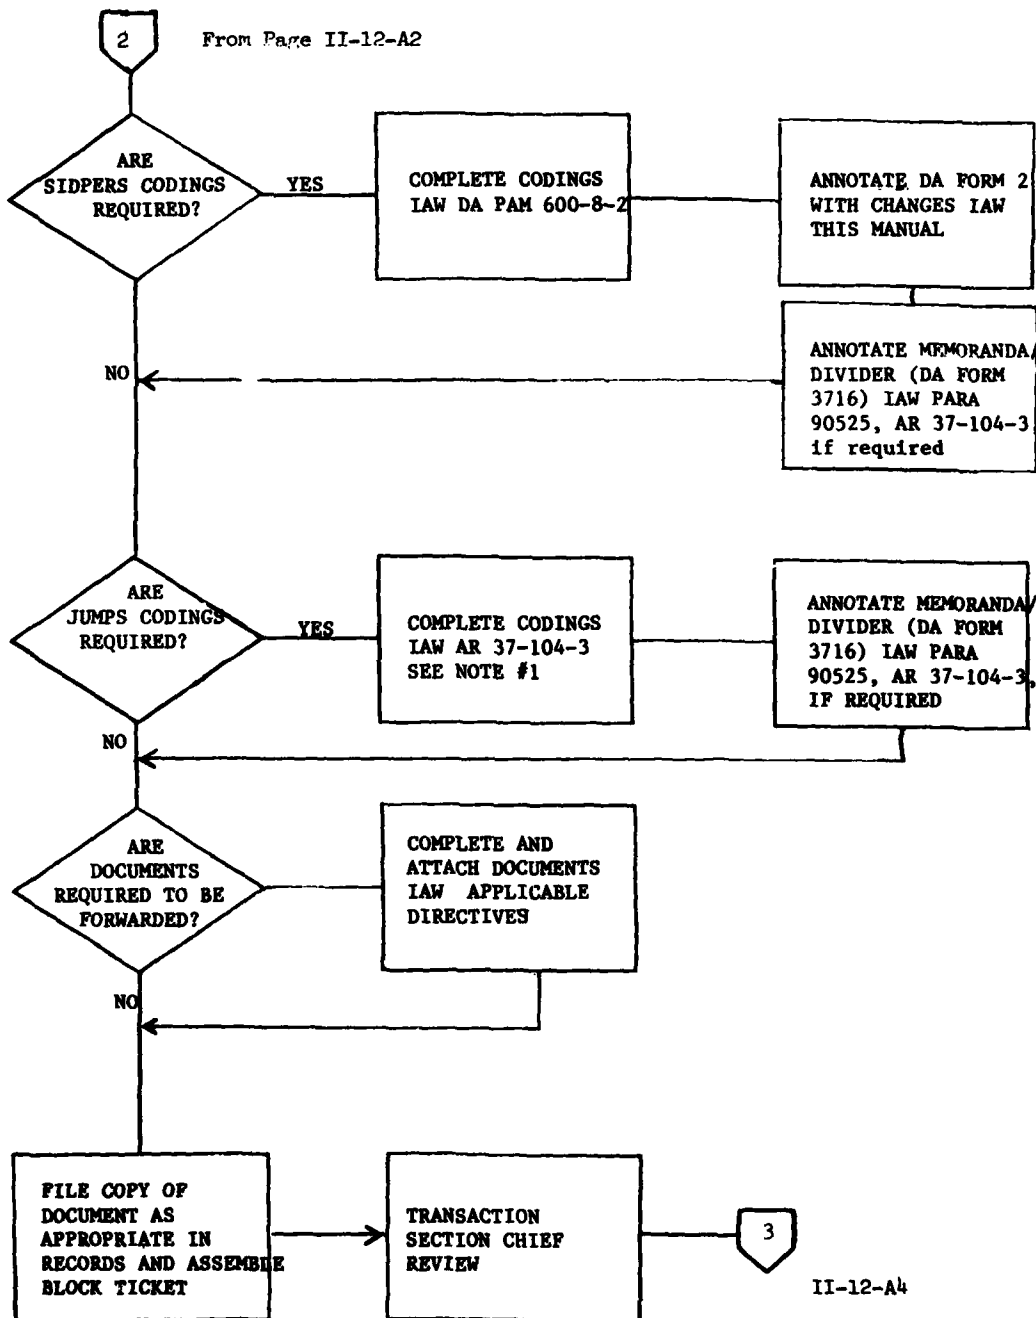 2
From Page II-12-A2
ARE
SIDPERS CODINGS
REQUIRED?
YES
COMPLETE CODINGS
IAW DA PAM 600-8-2
ANNOTATE DA FORM 2
WITH CHANGES IAW
THIS MANUAL
ANNOTATE MEMORANDA/
DIVIDER (DA FORM
3716) IAW PARA
90525, AR 37-104-3
if required
NO
ARE
JUMPS CODINGS
REQUIRED?
YES
COMPLETE CODINGS
IAW AR 37-104-3
SEE NOTE #1
ANNOTATE MEMORANDA/
DIVIDER (DA FORM
3716) IAW PARA
90525, AR 37-104-3,
IF REQUIRED
NO
ARE
DOCUMENTS
REQUIRED TO BE
FORWARDED?
COMPLETE AND
ATTACH DOCUMENTS
IAW APPLICABLE
DIRECTIVES
NO
FILE COPY OF
DOCUMENT AS
APPROPRIATE IN
RECORDS AND ASSEMBLE
BLOCK TICKET
TRANSACTION
SECTION CHIEF
REVIEW
3
II-12-A4